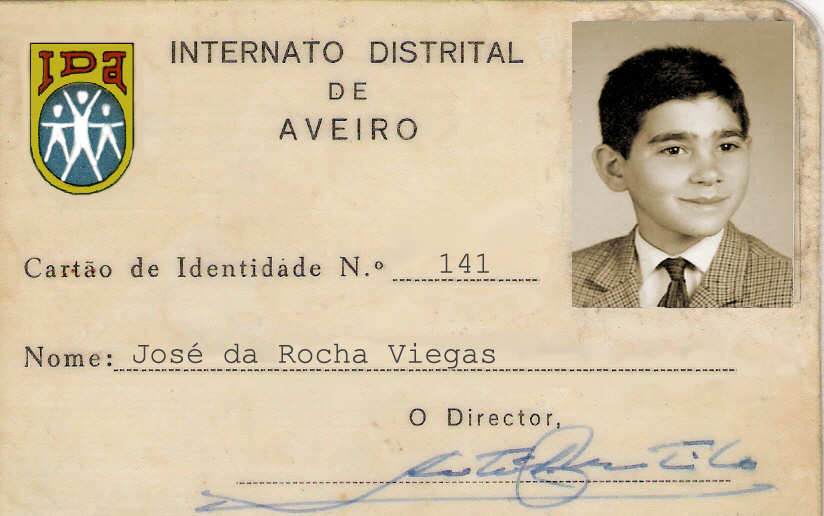 IDA
INTERNATO DISTRITAL
DE
AVEIRO
Cartão de Identidade N.º 141
Nome: José da Rocha Viegas
O Director,